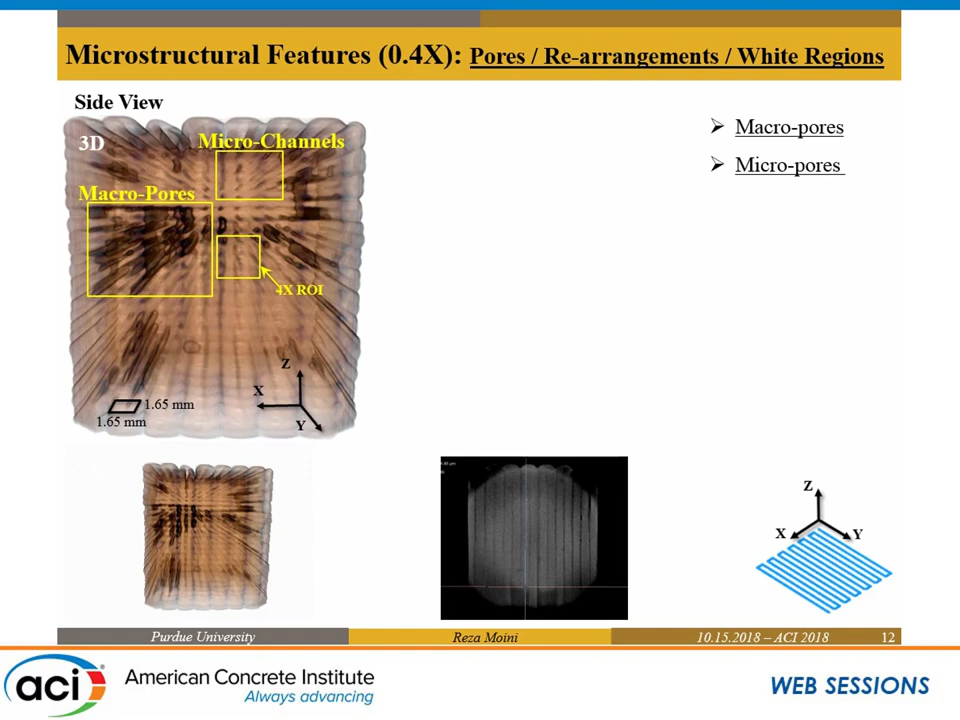 Microstructural Features (0.4X): Pores / Re-arrangements / White Regions
Side View
3D
Micro-Channels
Macro-Pores
4X ROI
Z
X
Y
1.65 mm
1.65 mm
➢ Macro-pores
➢ Micro-pores
Z
X
Y
Purdue University
Reza Moini
10.15.2018 – ACI 2018
12
aci
American Concrete Institute
Always advancing
WEB SESSIONS